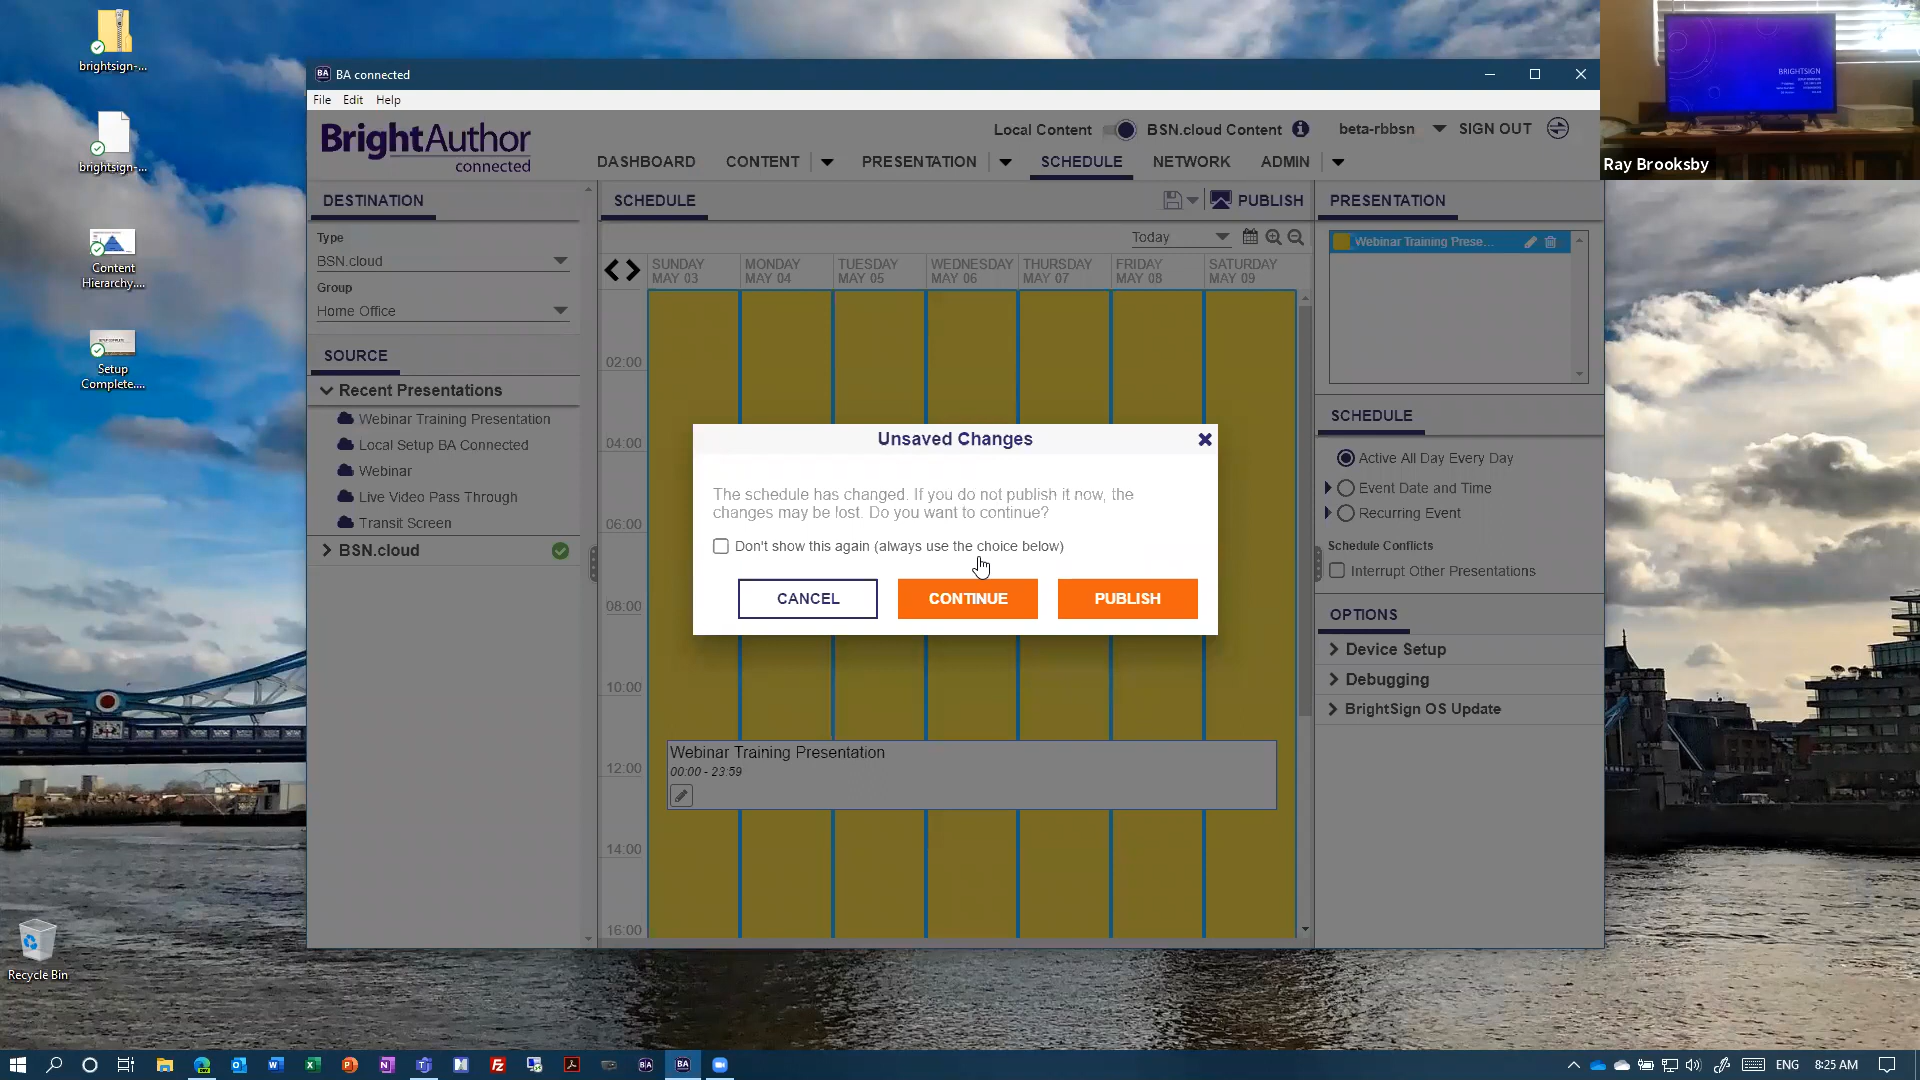 brightsign-...
brightsign-...
Content
Hierarchy....
Setup
Complete....
Recycle Bin
BA connected
File Edit Help
BrightAuthor
connected
Local Content BSN.cloud Content beta-rbbsn SIGN OUT
DASHBOARD CONTENT PRESENTATION SCHEDULE NETWORK ADMIN
DESTINATION
Type
BSN.cloud
Group
Home Office
SOURCE
Recent Presentations
Webinar Training Presentation
Local Setup BA Connected
Webinar
Live Video Pass Through
Transit Screen
BSN.cloud
SCHEDULE
PUBLISH
Today
SUNDAY MONDAY TUESDAY WEDNESDAY THURSDAY FRIDAY SATURDAY
MAY 03 MAY 04 MAY 05 MAY 06 MAY 07 MAY 08 MAY 09
02:00
04:00
06:00
08:00
10:00
12:00
14:00
16:00
Unsaved Changes
The schedule has changed. If you do not publish it now, the
changes may be lost. Do you want to continue?
Don't show this again (always use the choice below)
CANCEL CONTINUE PUBLISH
Webinar Training Presentation
00:00 - 23:59
PRESENTATION
Webinar Training Prese...
SCHEDULE
Active All Day Every Day
Event Date and Time
Recurring Event
Schedule Conflicts
Interrupt Other Presentations
OPTIONS
Device Setup
Debugging
BrightSign OS Update
BRIGHTSIGN
Ray Brooksby
ENG 8:25 AM